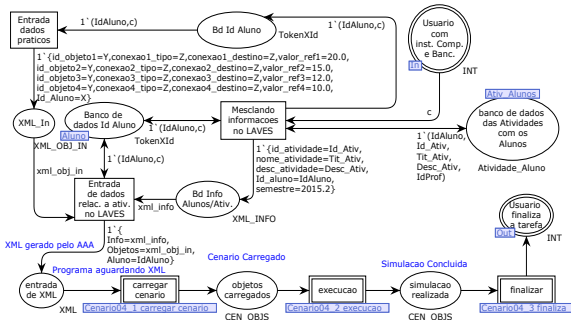 Entrada
dados
praticos
1`(IdAluno,c)
Bd Id Aluno
TokenXId
1`(IdAluno,c)
Usuario
com
inst. Comp.
e Banc.
In
INT
1`{id_objeto1=Y,conexao1_tipo=Z,conexao1_destino=Z,valor_ref1=20.0,
id_objeto2=Y,conexao2_tipo=Z,conexao2_destino=Z,valor_ref2=15.0,
id_objeto3=Y,conexao3_tipo=Z,conexao3_destino=Z,valor_ref3=12.0,
id_objeto4=Y,conexao4_tipo=Z,conexao4_destino=Z,valor_ref4=10.0,
Id_Aluno=X}
XML_In
XML_OBJ_IN
Banco de
dados Id Aluno
Aluno
TokenXId
1`(IdAluno,c)
Mesclando
informacoes
no LAVES
c
Ativ_Alunos
banco de dados
das Atividades
com os
Alunos
Atividade_Aluno
1`(IdAluno,
Id_Ativ,
Tit_Ativ,
Desc_Ativ,
IdProf)
1`(IdAluno,c)
1`{id_atividade=Id_Ativ,
nome_atividade=Tit_Ativ,
desc_atividade=Desc_Ativ,
Id_aluno=IdAluno,
semestre=2015.2}
xml_obj_in
Entrada
de dados
relac. a ativ.
no LAVES
xml_info
Bd Info
Alunos/Ativ.
XML_INFO
Usuario
finaliza
a tarefa
Out
INT
1`{
Info=xml_info,
Objetos=xml_obj_in,
Aluno=IdAluno}
XML gerado pelo AAA
Programa aguardando XML
Cenario Carregado
Simulacao Concluida
entrada
de XML
XML
carregar
cenario
Cenario04_1 carregar cenario
objetos
carregados
CEN_OBJS
execucao
Cenario04_2 execucao
simulacao
realizada
CEN_OBJS
finalizar
Cenario04_3 finaliza